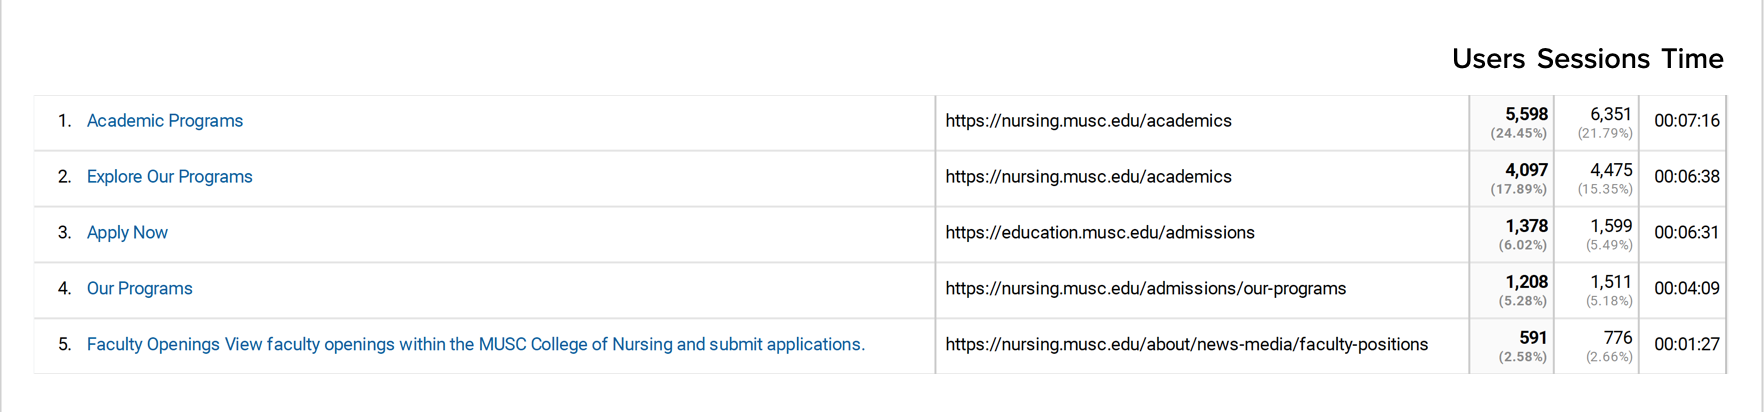 Users Sessions Time
1. Academic Programs https://nursing.musc.edu/academics 5,598 (24.45%) 6,351 (21.79%) 00:07:16
2. Explore Our Programs https://nursing.musc.edu/academics 4,097 (17.89%) 4,475 (15.35%) 00:06:38
3. Apply Now https://education.musc.edu/admissions 1,378 (6.02%) 1,599 (5.49%) 00:06:31
4. Our Programs https://nursing.musc.edu/admissions/our-programs 1,208 (5.28%) 1,511 (5.18%) 00:04:09
5. Faculty Openings View faculty openings within the MUSC College of Nursing and submit applications. https://nursing.musc.edu/about/news-media/faculty-positions 591 (2.58%) 776 (2.66%) 00:01:27